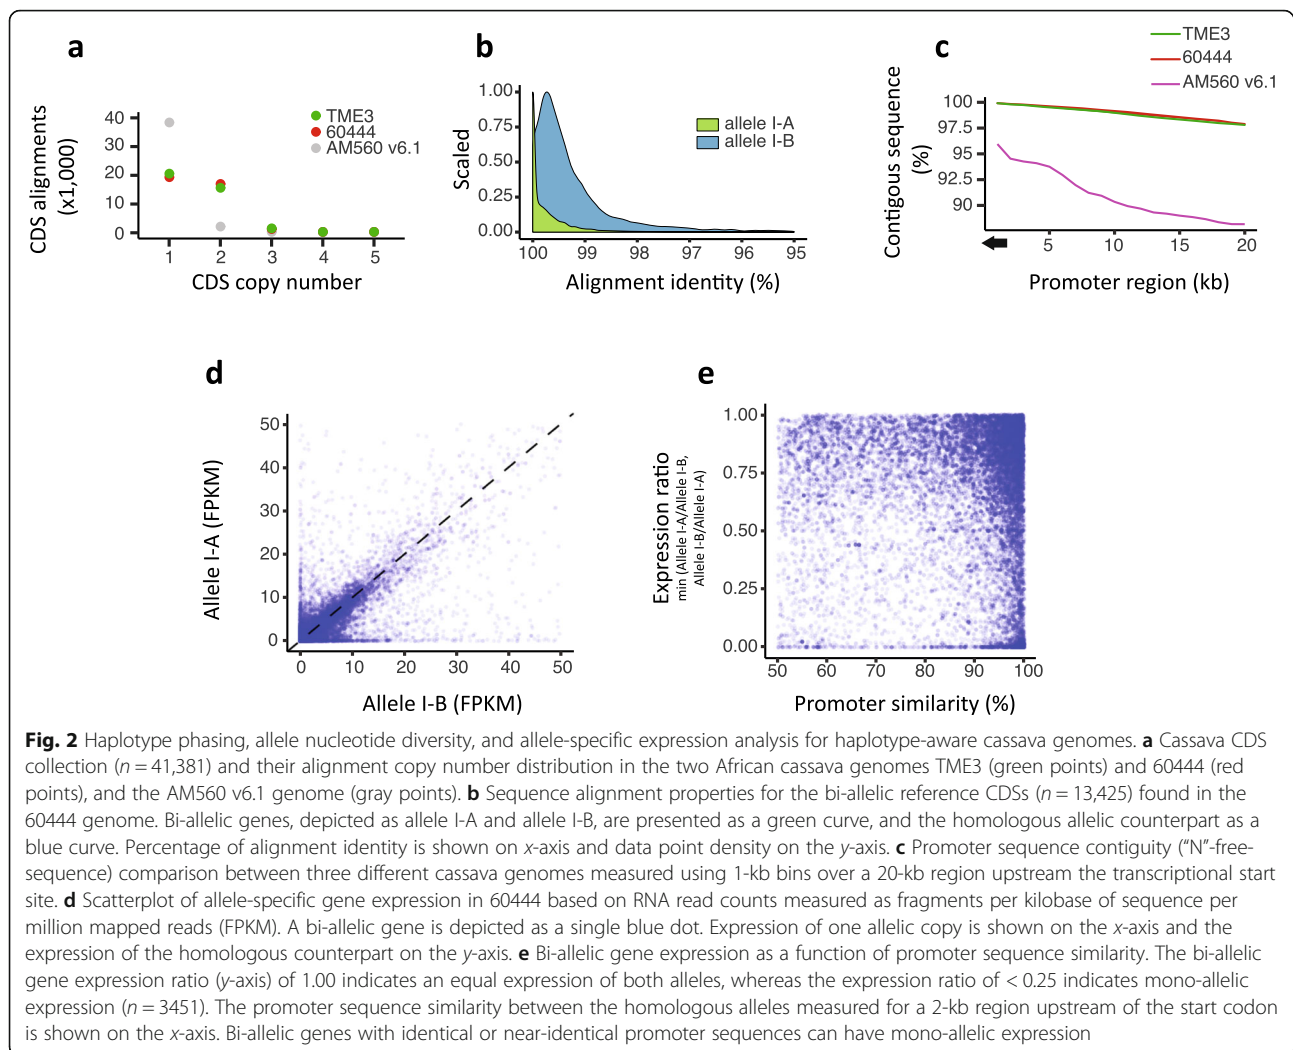 a
TME3
60444
AM560 v6.1
CDS alignments
(x1,000)
40
30
20
10
0
1 2 3 4 5
CDS copy number
b
allele I-A
allele I-B
Scaled
1.00
0.75
0.50
0.25
0.00
100 99 98 97 96 95
Alignment identity (%)
c
TME3
60444
AM560 v6.1
Contigous sequence
(%)
100
97.5
95
92.5
90
5 10 15 20
Promoter region (kb)
d
Allele I-A (FPKM)
50
40
30
20
10
0
0 10 20 30 40 50
Allele I-B (FPKM)
e
Expression ratio
min (Allele I-A/Allele I-B,
Allele I-B/Allele I-A)
1.00
0.75
0.50
0.25
0.00
50 60 70 80 90 100
Promoter similarity (%)
Fig. 2 Haplotype phasing, allele nucleotide diversity, and allele-specific expression analysis for haplotype-aware cassava genomes. a Cassava CDS
collection (n = 41,381) and their alignment copy number distribution in the two African cassava genomes TME3 (green points) and 60444 (red
points), and the AM560 v6.1 genome (gray points). b Sequence alignment properties for the bi-allelic reference CDSs (n = 13,425) found in the
60444 genome. Bi-allelic genes, depicted as allele I-A and allele I-B, are presented as a green curve, and the homologous allelic counterpart as a
blue curve. Percentage of alignment identity is shown on x-axis and data point density on the y-axis. c Promoter sequence contiguity ("N"-free-
sequence) comparison between three different cassava genomes measured using 1-kb bins over a 20-kb region upstream the transcriptional start
site. d Scatterplot of allele-specific gene expression in 60444 based on RNA read counts measured as fragments per kilobase of sequence per
million mapped reads (FPKM). A bi-allelic gene is depicted as a single blue dot. Expression of one allelic copy is shown on the x-axis and the
expression of the homologous counterpart on the y-axis. e Bi-allelic gene expression as a function of promoter sequence similarity. The bi-allelic
gene expression ratio (y-axis) of 1.00 indicates an equal expression of both alleles, whereas the expression ratio of < 0.25 indicates mono-allelic
expression (n = 3451). The promoter sequence similarity between the homologous alleles measured for a 2-kb region upstream of the start codon
is shown on the x-axis. Bi-allelic genes with identical or near-identical promoter sequences can have mono-allelic expression